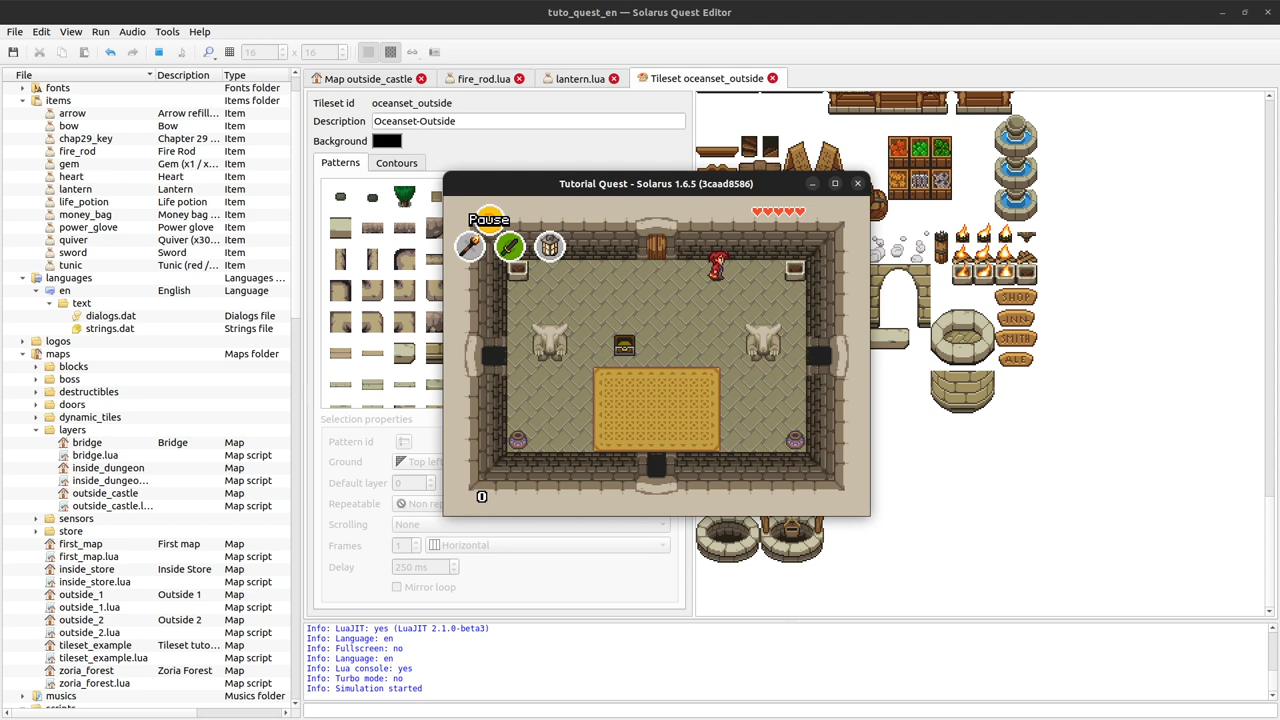 tuto_quest_en — Solarus Quest Editor
File Edit View Run Audio Tools Help
16 x 16
File Description Type
fonts Fonts folder
items Items folder
arrow Arrow refill... Item
bow Bow Item
chap29_key Chapter 29 ... Item
fire_rod Fire Rod Item
gem Gem (x1 / x... Item
heart Heart Item
lantern Lantern Item
life_potion Life potion Item
money_bag Money bag ... Item
power_glove Power glove Item
quiver Quiver (x30... Item
sword Sword Item
tunic Tunic (red /... Item
languages Languages ...
en English Language
text
dialogs.dat Dialogs file
strings.dat Strings file
logos
maps Maps folder
blocks
boss
destructibles
doors
dynamic_tiles
layers
bridge Bridge Map
bridge.lua Map script
inside_dungeon Map
inside_dungeo... Map script
outside_castle Map
outside_castle.l... Map script
sensors
store
first_map First map Map
first_map.lua Map script
inside_store Inside Store Map
inside_store.lua Map script
outside_1 Outside 1 Map
outside_1.lua Map script
outside_2 Outside 2 Map
outside_2.lua Map script
tileset_example Tileset tuto... Map
tileset_example.lua Map script
zoria_forest Zoria Forest Map
zoria_forest.lua Map script
musics Musics folder
Map outside_castle fire_rod.lua lantern.lua Tileset oceanset_outside
Tileset id oceanset_outside
Description Oceanset-Outside
Background
Patterns Contours
Selection properties
Pattern id
Ground Top left
Default layer 0
Repeatable Non rep
Scrolling None
Frames 1 Horizontal
Delay 250 ms
Mirror loop
Tutorial Quest - Solarus 1.6.5 (3caad8586)
Pause
0
SHOP
INN
SMITH
ALE
Info: LuaJIT: yes (LuaJIT 2.1.0-beta3)
Info: Language: en
Info: Fullscreen: no
Info: Language: en
Info: Lua console: yes
Info: Turbo mode: no
Info: Simulation started